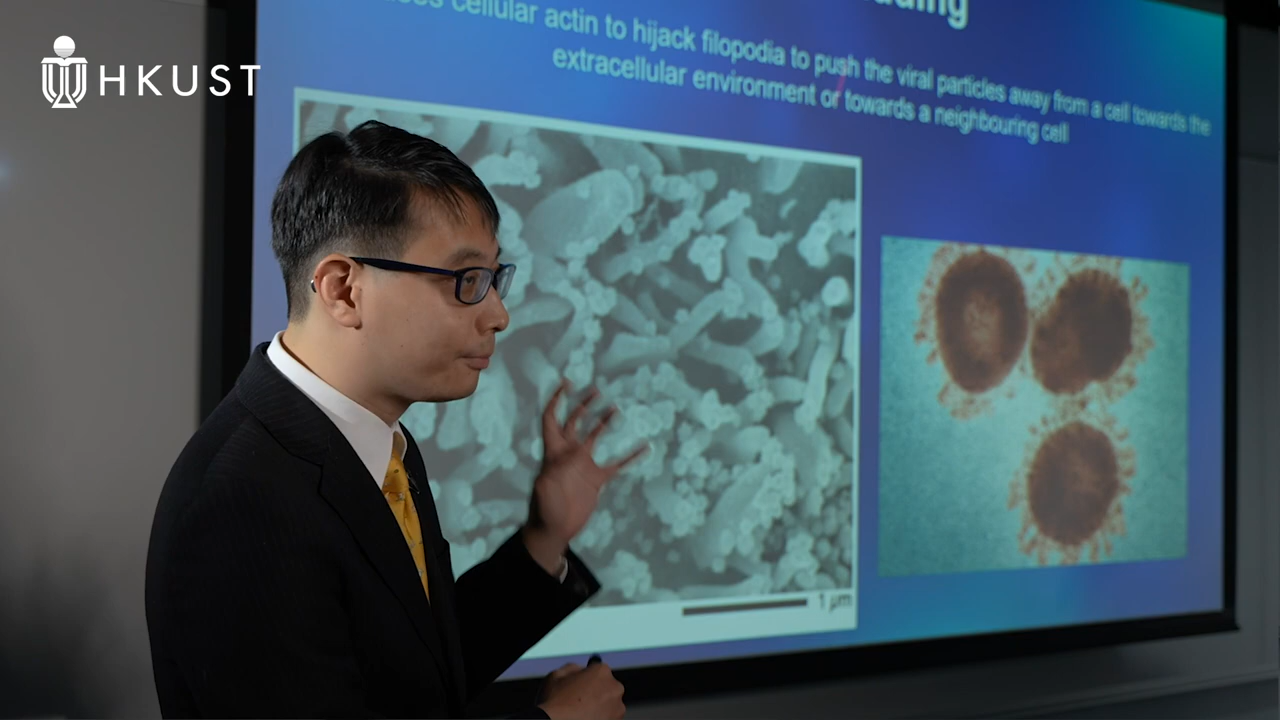 HKUST
cellular actin to hijack filopodia to push the viral particles away from a cell towards the
extracellular environment or towards a neighbouring cell
1 µm